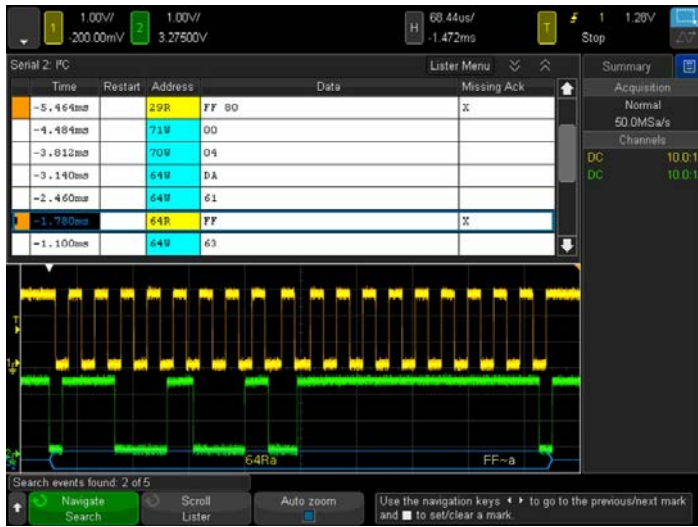 1 1.00V/ 2 1.00V/ H 68.44us/ T 1 1.28V
-200.00mV 3.27500V -1.472ms Stop
Serial 2: I²C Lister Menu Summary
Time Restart Address Data Missing Ack
Acquisition
Normal
50.0MSa/s
Channels
DC 10.0:1
DC 10.0:1
-5.464ms 29R FF 80 X
-4.484ms 71W 00
-3.812ms 70W 04
-3.140ms 64W DA
-2.460ms 64W 61
-1.780ms 64R FF X
-1.100ms 64W 63
T
64Ra FF~a
Search events found: 2 of 5
Navigate Search
Scroll Lister
Auto zoom
Use the navigation keys to go to the previous/next mark
and to set/clear a mark.